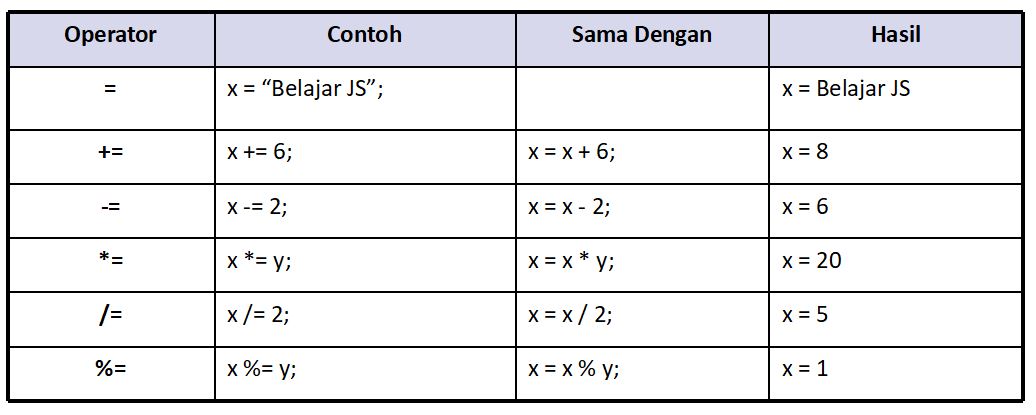 Operator Contoh Sama Dengan Hasil
= x = “Belajar JS”; x = Belajar JS
+= x += 6; x = x + 6; x = 8
-= x -= 2; x = x - 2; x = 6
*= x *= y; x = x * y; x = 20
/= x /= 2; x = x / 2; x = 5
%= x %= y; x = x % y; x = 1